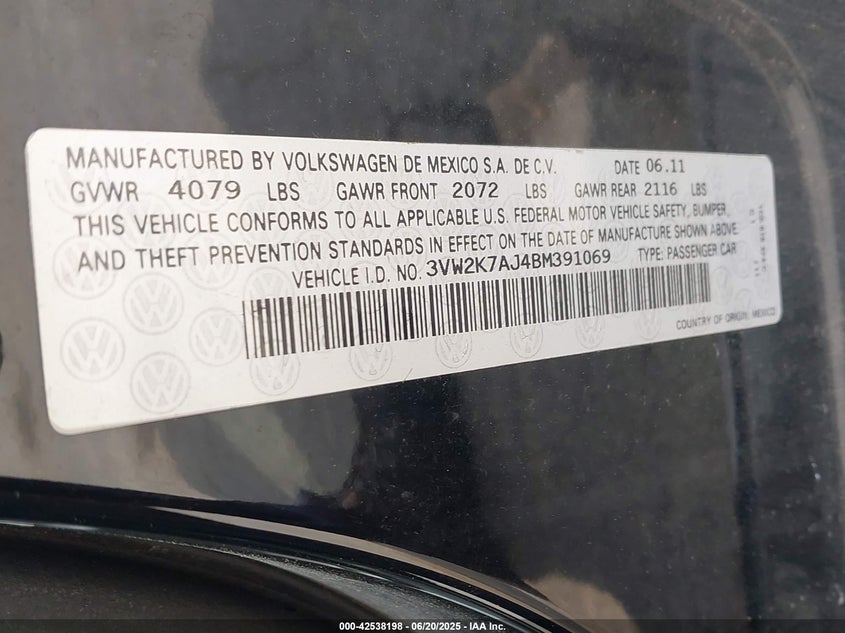 MANUFACTURED BY VOLKSWAGEN DE MEXICO S.A. DE C.V. DATE 06.11
GVWR 4079 LBS GAWR FRONT 2072 LBS GAWR REAR 2116 LBS
THIS VEHICLE CONFORMS TO ALL APPLICABLE U.S. FEDERAL MOTOR VEHICLE SAFETY, BUMPER,
AND THEFT PREVENTION STANDARDS IN EFFECT ON THE DATE OF MANUFACTURE SHOWN ABOVE.
VEHICLE I.D. NO. 3VW2K7AJ4BM391069 TYPE: PASSENGER CAR
COUNTRY OF ORIGIN: MEXICO
000-42538198 - 06/20/2025 - IAA Inc.